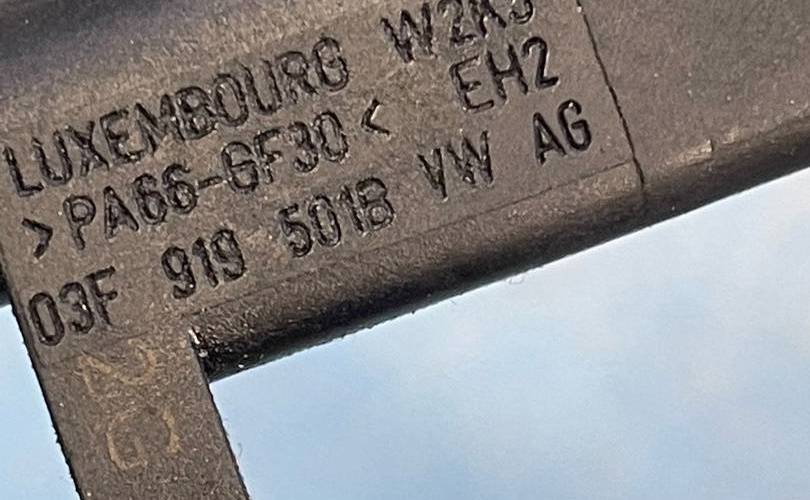 LUXEMBOURG
>PA66-GF30< EH2
03F 919 501B VW AG